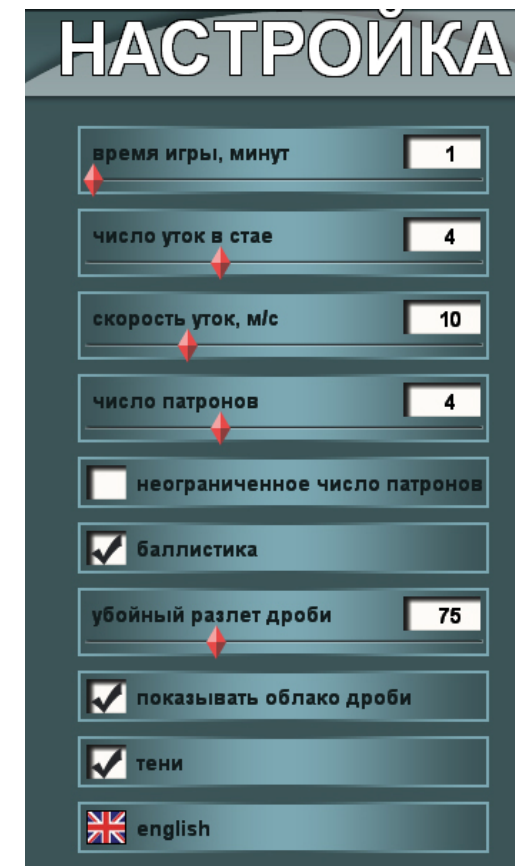 НАСТРОЙКА
время игры, минут 1
число уток в стае 4
скорость уток, м/с 10
число патронов 4
неограниченное число патронов
баллистика
убойный разлет дроби 75
показывать облако дроби
тени
english